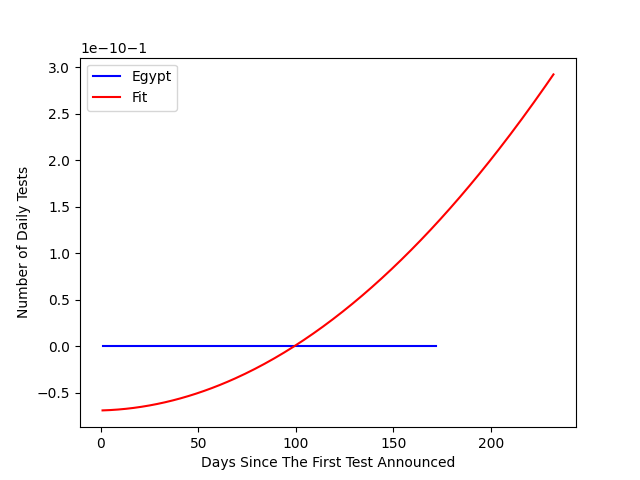 1e−10−1
3.0
2.5
2.0
1.5
1.0
0.5
0.0
−0.5
0 50 100 150 200
Number of Daily Tests
Days Since The First Test Announced
Egypt
Fit